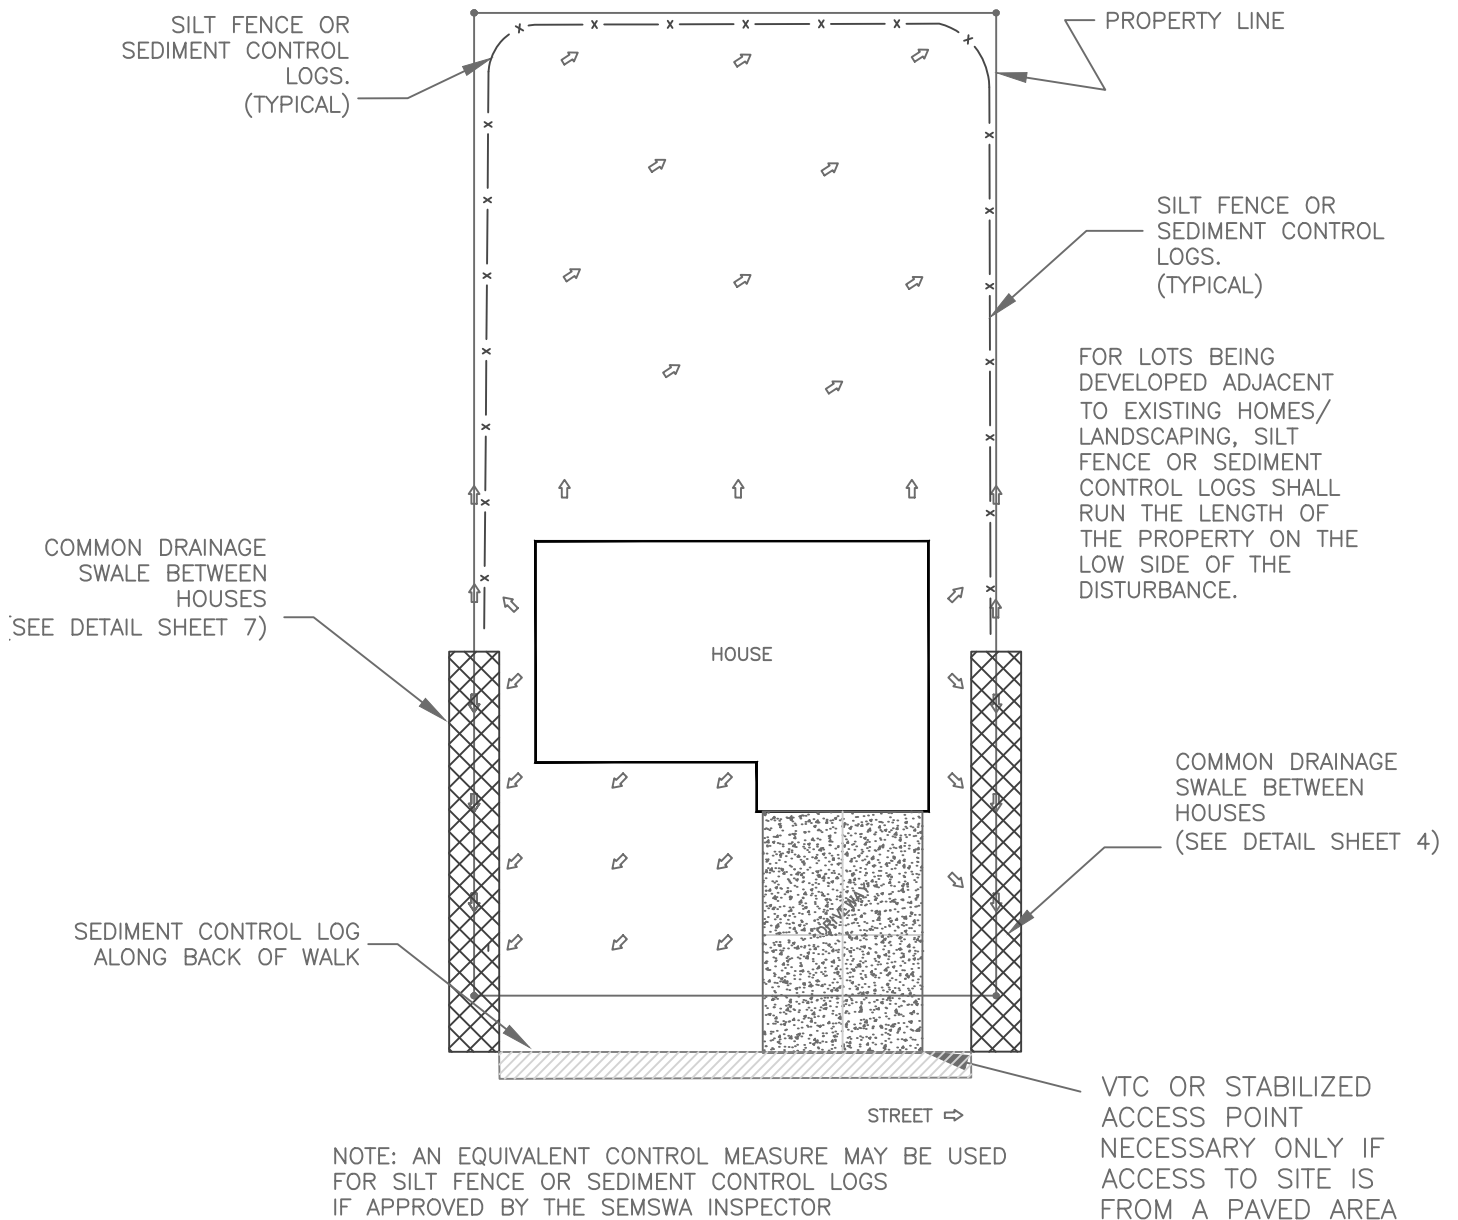 SILT FENCE OR
SEDIMENT CONTROL
LOGS.
(TYPICAL)
PROPERTY LINE
SILT FENCE OR
SEDIMENT CONTROL
LOGS.
(TYPICAL)
FOR LOTS BEING
DEVELOPED ADJACENT
TO EXISTING HOMES/
LANDSCAPING, SILT
FENCE OR SEDIMENT
CONTROL LOGS SHALL
RUN THE LENGTH OF
THE PROPERTY ON THE
LOW SIDE OF THE
DISTURBANCE.
COMMON DRAINAGE
SWALE BETWEEN
HOUSES
(SEE DETAIL SHEET 7)
HOUSE
COMMON DRAINAGE
SWALE BETWEEN
HOUSES
(SEE DETAIL SHEET 4)
DRIVEWAY
SEDIMENT CONTROL LOG
ALONG BACK OF WALK
VTC OR STABILIZED
ACCESS POINT
NECESSARY ONLY IF
ACCESS TO SITE IS
FROM A PAVED AREA
STREET
NOTE: AN EQUIVALENT CONTROL MEASURE MAY BE USED
FOR SILT FENCE OR SEDIMENT CONTROL LOGS
IF APPROVED BY THE SEMSWA INSPECTOR